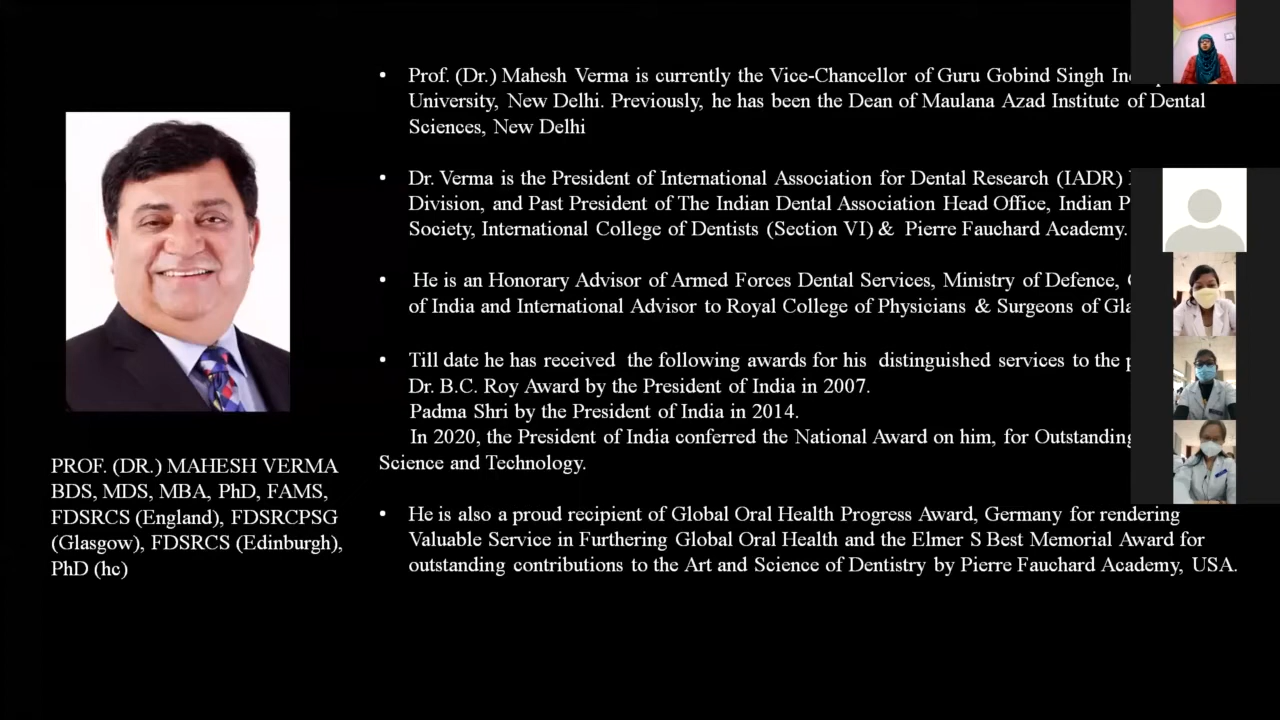 Prof. (Dr.) Mahesh Verma is currently the Vice-Chancellor of Guru Gobind Singh
University, New Delhi. Previously, he has been the Dean of Maulana Azad Institute of Dental
Sciences, New Delhi
Dr. Verma is the President of International Association for Dental Research (IADR)
Division, and Past President of The Indian Dental Association Head Office, Indian
Society, International College of Dentists (Section VI) & Pierre Fauchard Academy.
He is an Honorary Advisor of Armed Forces Dental Services, Ministry of Defence,
of India and International Advisor to Royal College of Physicians & Surgeons of
Till date he has received the following awards for his distinguished services to the
Dr. B.C. Roy Award by the President of India in 2007.
Padma Shri by the President of India in 2014.
In 2020, the President of India conferred the National Award on him, for Outstanding
Science and Technology.
He is also a proud recipient of Global Oral Health Progress Award, Germany for rendering
Valuable Service in Furthering Global Oral Health and the Elmer S Best Memorial Award for
outstanding contributions to the Art and Science of Dentistry by Pierre Fauchard Academy, USA.
PROF. (DR.) MAHESH VERMA
BDS, MDS, MBA, PhD, FAMS,
FDSRCS (England), FDSRCPSG
(Glasgow), FDSRCS (Edinburgh),
PhD (hc)